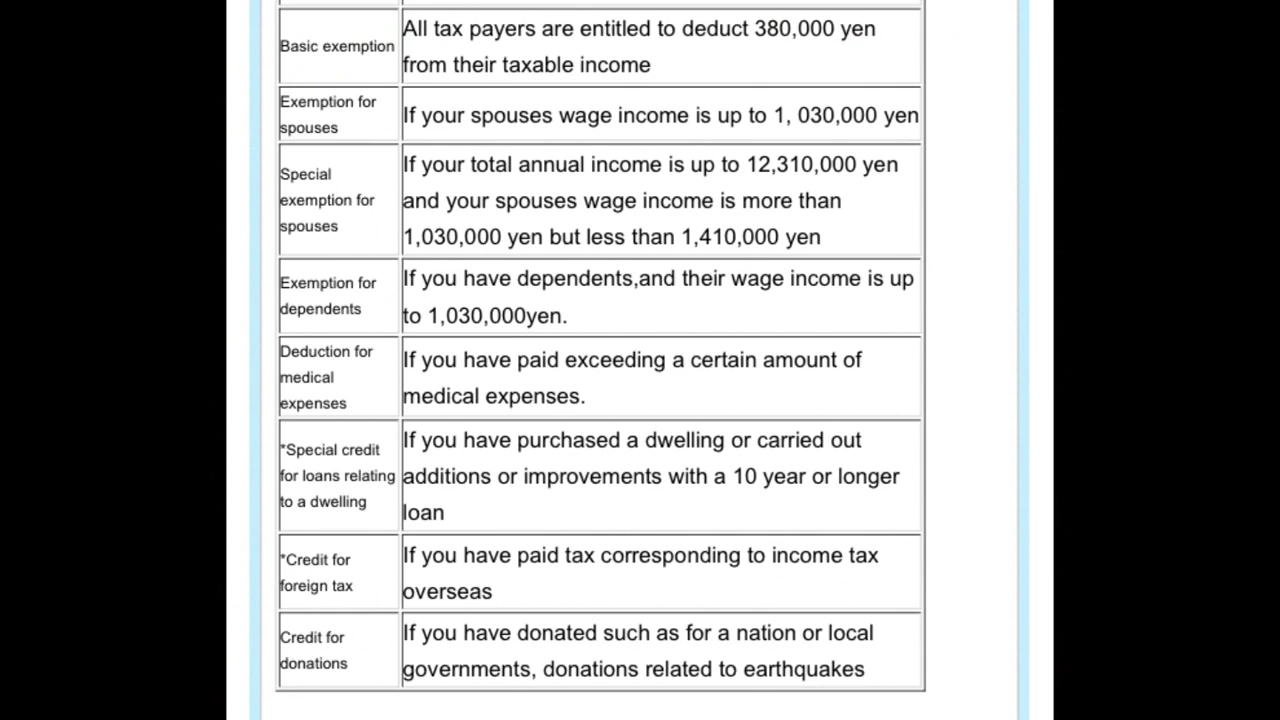 Basic exemption
All tax payers are entitled to deduct 380,000 yen
from their taxable income
Exemption for
spouses
If your spouses wage income is up to 1, 030,000 yen
Special
exemption for
spouses
If your total annual income is up to 12,310,000 yen
and your spouses wage income is more than
1,030,000 yen but less than 1,410,000 yen
Exemption for
dependents
If you have dependents,and their wage income is up
to 1,030,000yen.
Deduction for
medical
expenses
If you have paid exceeding a certain amount of
medical expenses.
*Special credit
for loans relating
to a dwelling
If you have purchased a dwelling or carried out
additions or improvements with a 10 year or longer
loan
*Credit for
foreign tax
If you have paid tax corresponding to income tax
overseas
Credit for
donations
If you have donated such as for a nation or local
governments, donations related to earthquakes